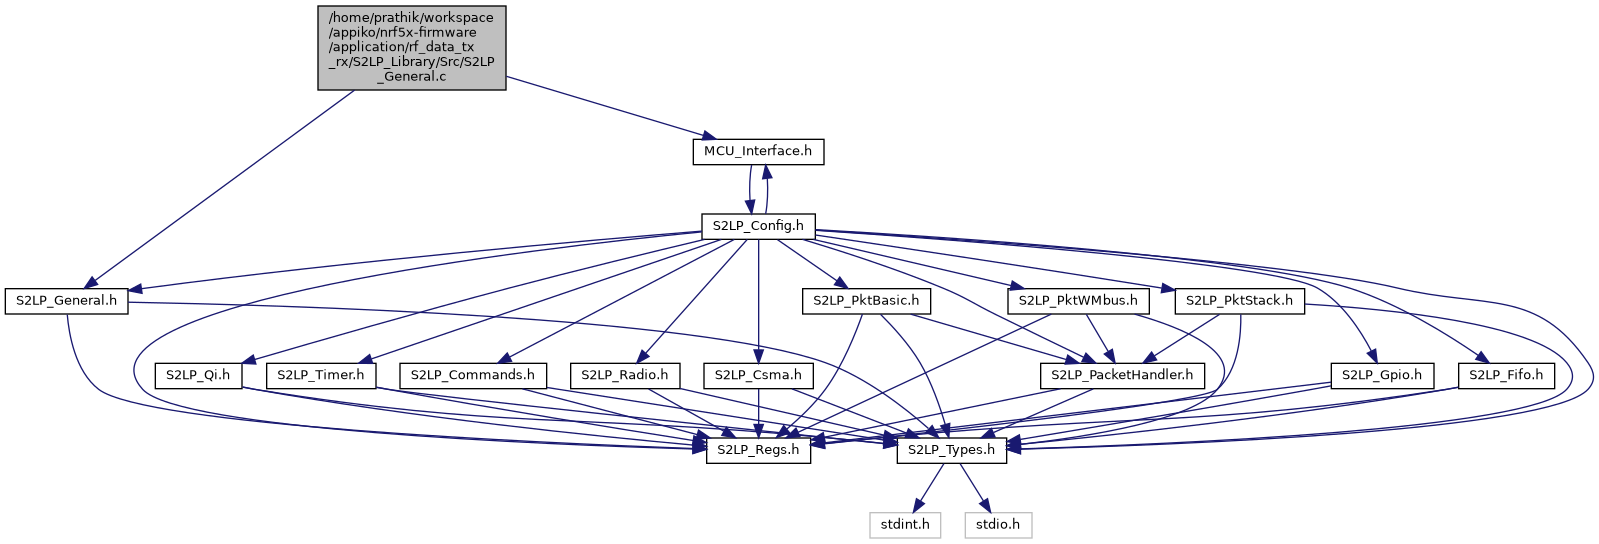 /home/prathik/workspace
/appiko/nrf5x-firmware
/application/rf_data_tx
_rx/S2LP_Library/Src/S2LP
_General.c
MCU_Interface.h
S2LP_Config.h
S2LP_General.h
S2LP_PktBasic.h
S2LP_PktWMbus.h
S2LP_PktStack.h
S2LP_Qi.h
S2LP_Timer.h
S2LP_Commands.h
S2LP_Radio.h
S2LP_Csma.h
S2LP_PacketHandler.h
S2LP_Gpio.h
S2LP_Fifo.h
S2LP_Regs.h
S2LP_Types.h
stdint.h
stdio.h